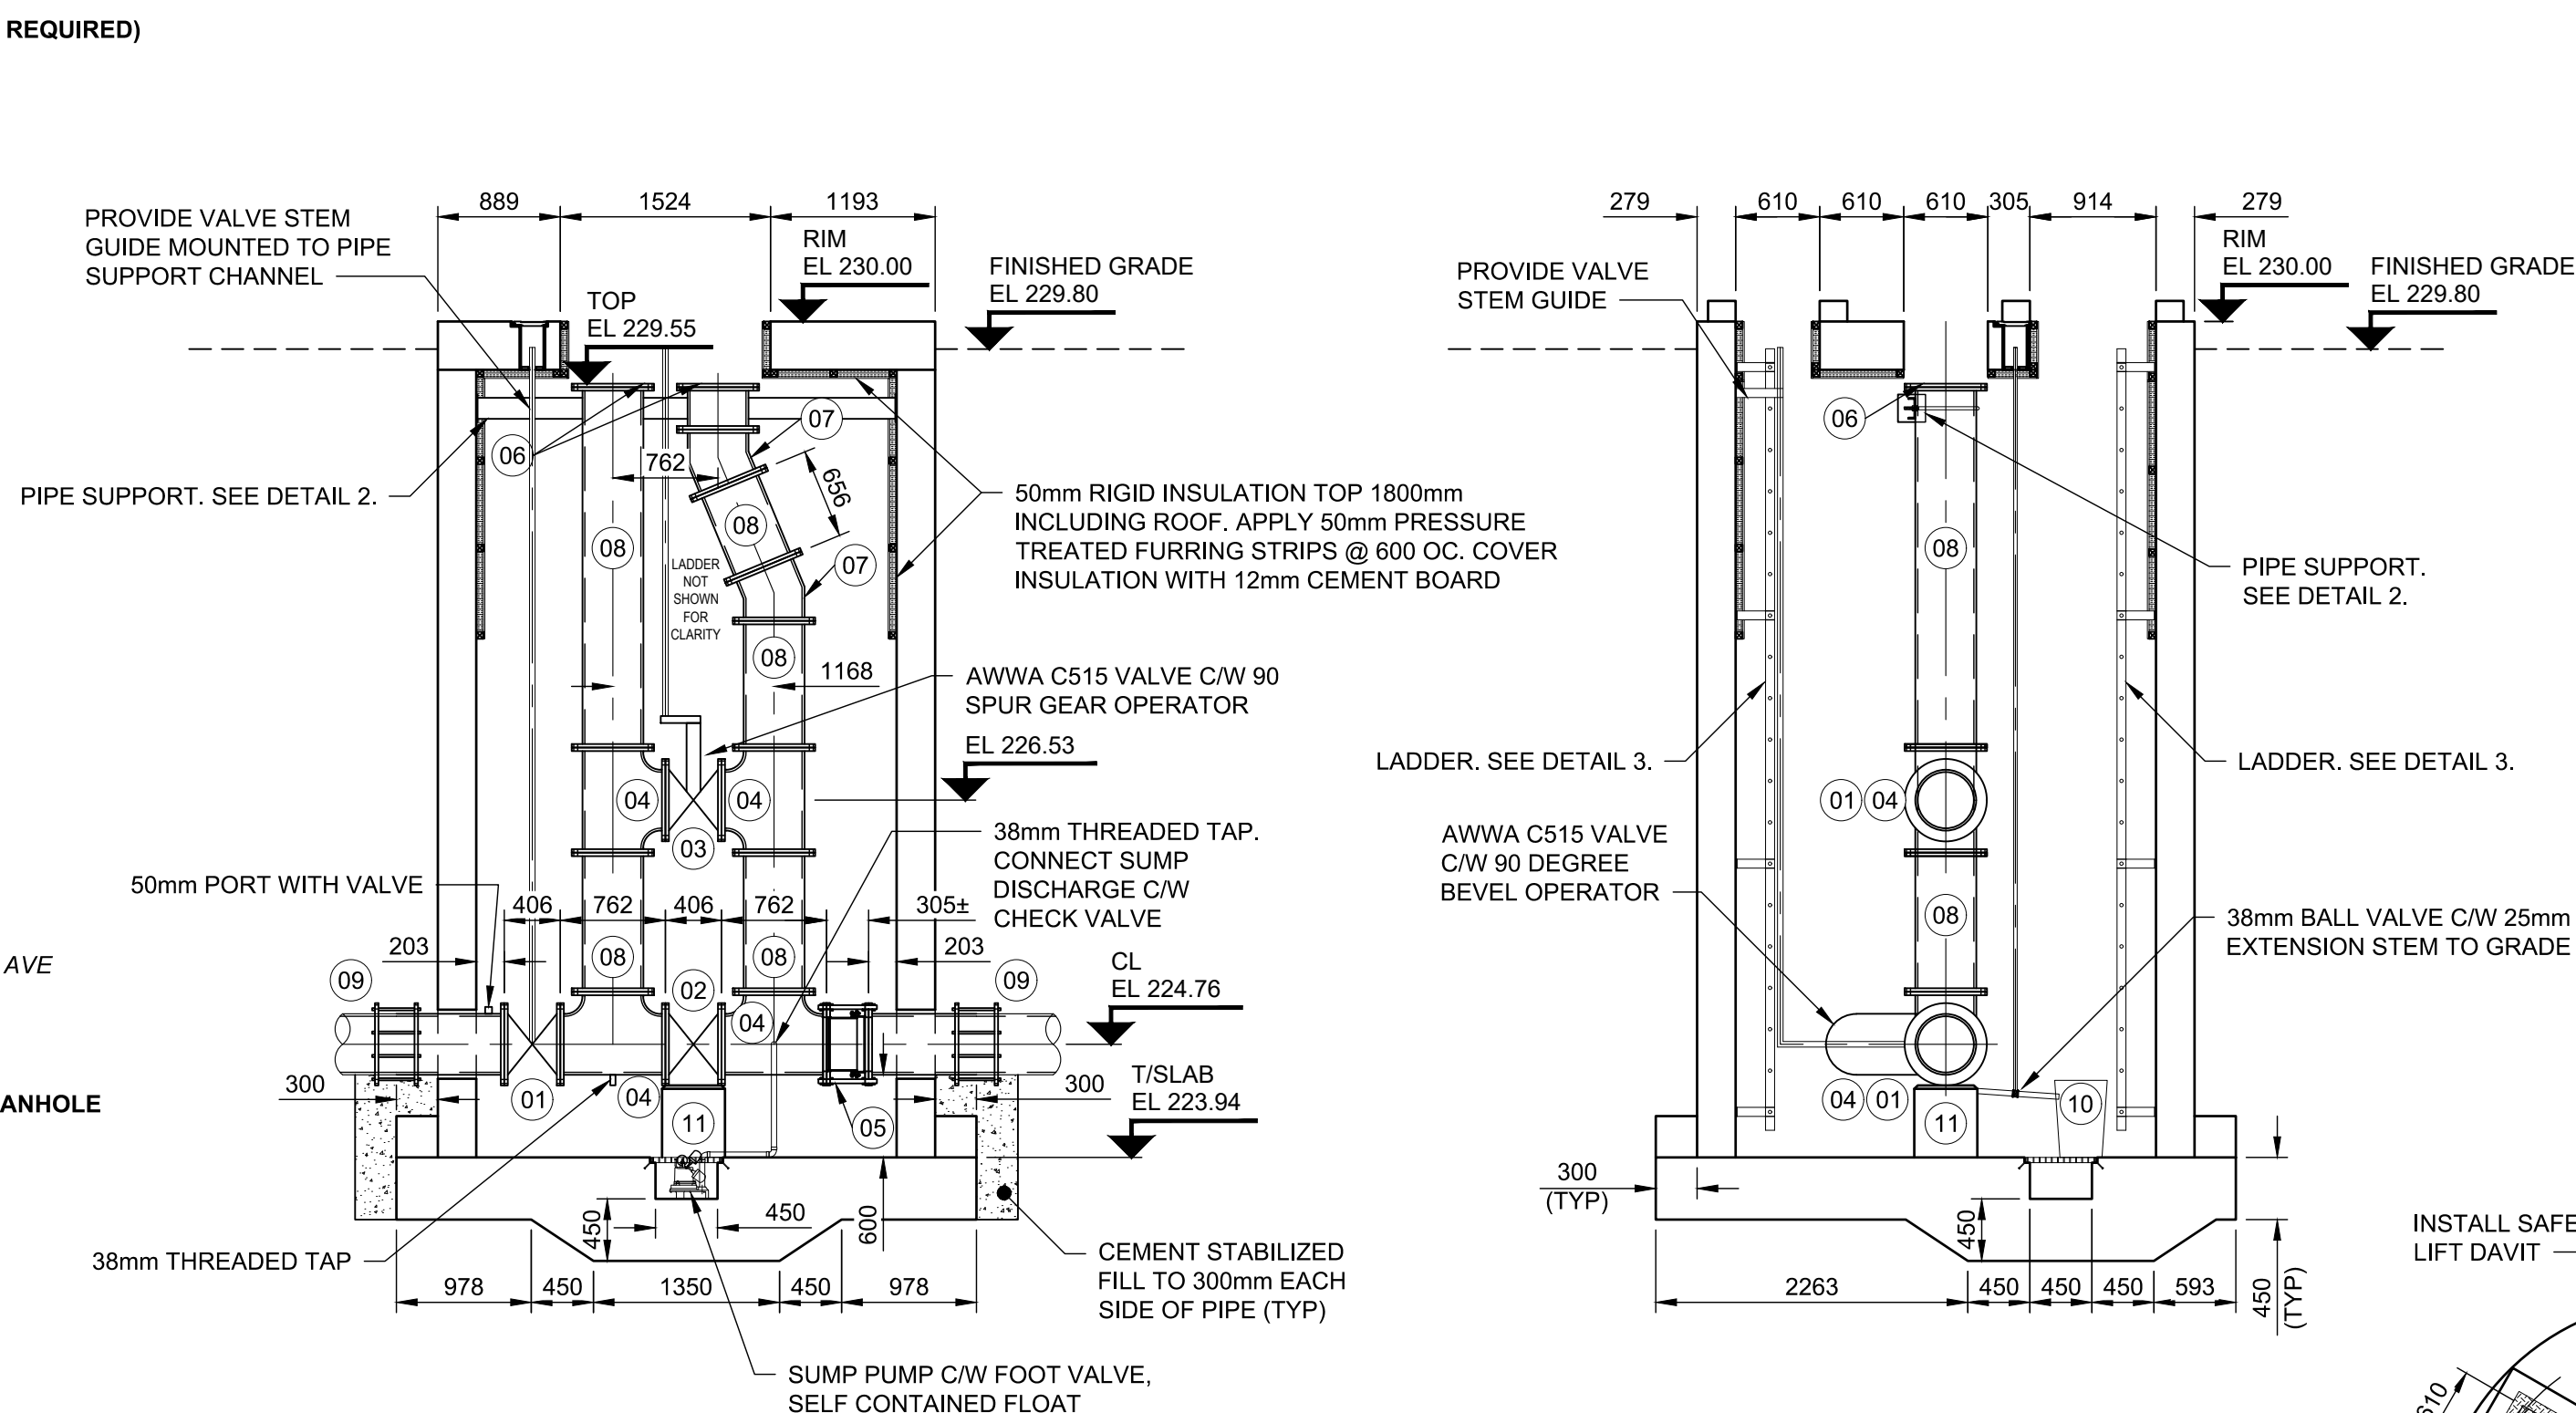 REQUIRED)
889
1524
1193
PROVIDE VALVE STEM
GUIDE MOUNTED TO PIPE
SUPPORT CHANNEL
RIM
EL 230.00
FINISHED GRADE
EL 229.80
TOP
EL 229.55
07
06
762
656
PIPE SUPPORT. SEE DETAIL 2.
50mm RIGID INSULATION TOP 1800mm
INCLUDING ROOF. APPLY 50mm PRESSURE
TREATED FURRING STRIPS @ 600 OC. COVER
INSULATION WITH 12mm CEMENT BOARD
08
08
07
LADDER
NOT
SHOWN
FOR
CLARITY
08
1168
AWWA C515 VALVE C/W 90
SPUR GEAR OPERATOR
EL 226.53
04
04
03
38mm THREADED TAP.
CONNECT SUMP
DISCHARGE C/W
CHECK VALVE
50mm PORT WITH VALVE
406
762
406
762
305±
203
203
AVE
09
08
08
09
02
CL
EL 224.76
04
300
300
T/SLAB
EL 223.94
ANHOLE
01
04
11
05
450
450
600
38mm THREADED TAP
CEMENT STABILIZED
FILL TO 300mm EACH
SIDE OF PIPE (TYP)
978
450
1350
450
978
SUMP PUMP C/W FOOT VALVE,
SELF CONTAINED FLOAT
279
610
610
610
305
914
279
RIM
EL 230.00
FINISHED GRADE
EL 229.80
PROVIDE VALVE
STEM GUIDE
06
08
PIPE SUPPORT.
SEE DETAIL 2.
LADDER. SEE DETAIL 3.
LADDER. SEE DETAIL 3.
01
04
AWWA C515 VALVE
C/W 90 DEGREE
BEVEL OPERATOR
08
38mm BALL VALVE C/W 25mm
EXTENSION STEM TO GRADE
04
01
11
10
300
(TYP)
450
2263
450
450
450
593
450
(TYP)
INSTALL SAFE
LIFT DAVIT
610